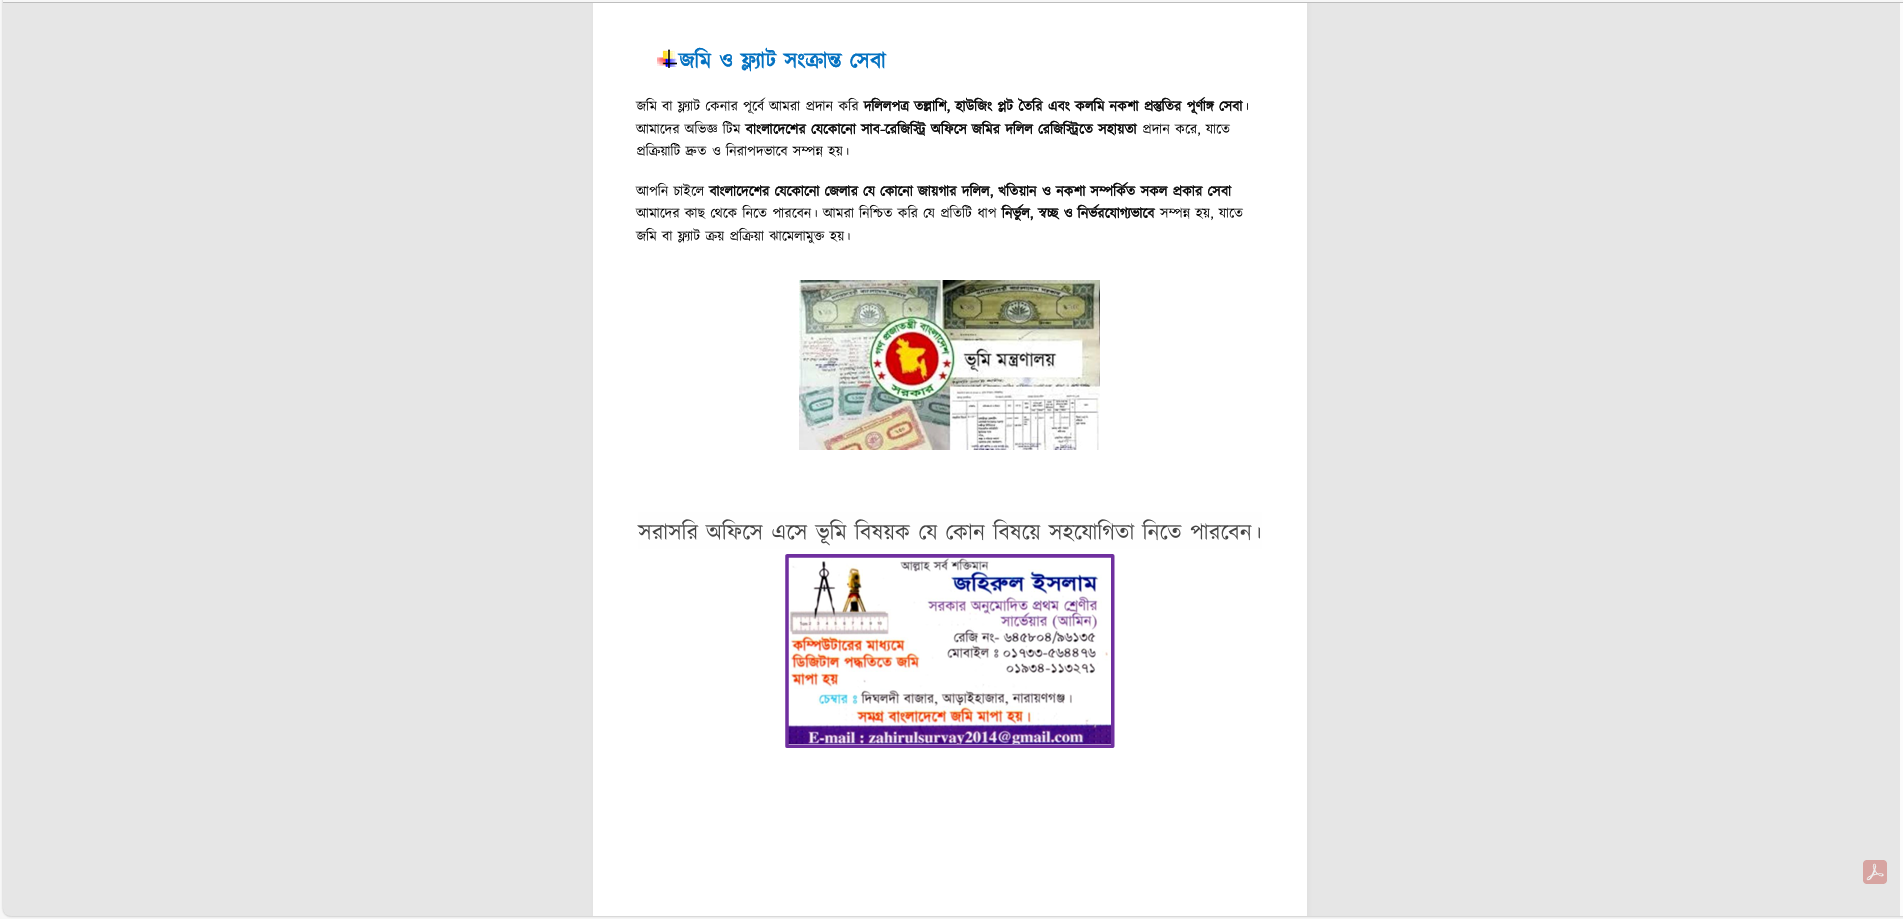 জমি ও ফ্ল্যাট সংক্রান্ত সেবা
জমি বা ফ্ল্যাট কেনার পূর্বে আমরা প্রদান করি দলিলপত্র তল্লাশি, হাউজিং প্লট তৈরি এবং কলমি নকশা প্রস্তুতির পূর্ণাঙ্গ সেবা।
আমাদের অভিজ্ঞ টিম বাংলাদেশের যেকোনো সাব-রেজিস্ট্রি অফিসে জমির দলিল রেজিস্ট্রিতে সহায়তা প্রদান করে, যাতে
প্রক্রিয়াটি দ্রুত ও নিরাপদভাবে সম্পন্ন হয়।
আপনি চাইলে বাংলাদেশের যেকোনো জেলার যে কোনো জায়গার দলিল, খতিয়ান ও নকশা সম্পর্কিত সকল প্রকার সেবা
আমাদের কাছ থেকে নিতে পারবেন। আমরা নিশ্চিত করি যে প্রতিটি ধাপ নির্ভুল, স্বচ্ছ ও নির্ভরযোগ্যভাবে সম্পন্ন হয়, যাতে
জমি বা ফ্ল্যাট ক্রয় প্রক্রিয়া ঝামেলামুক্ত হয়।
গণ প্রজাতন্ত্রী বাংলাদেশ
সরকার
ভূমি মন্ত্রণালয়
সরাসরি অফিসে এসে ভূমি বিষয়ক যে কোন বিষয়ে সহযোগিতা নিতে পারবেন।
আল্লাহ সর্ব শক্তিমান
জহিরুল ইসলাম
সরকার অনুমোদিত প্রথম শ্রেণীর
সার্ভেয়ার (আমিন)
রেজি নং- ৬৪৫৮০৪/৯৬১৩৫
মোবাইল ঃ ০১৭৩৩-৫৬৪৪৭৬
০১৯৩৪-১১৩২৭১
কম্পিউটারের মাধ্যমে
ডিজিটাল পদ্ধতিতে জমি
মাপা হয়
চেম্বার ঃ দিঘলদী বাজার, আড়াইহাজার, নারায়ণগঞ্জ।
সমগ্র বাংলাদেশে জমি মাপা হয়।
E-mail : zahirulsurvay2014@gmail.com